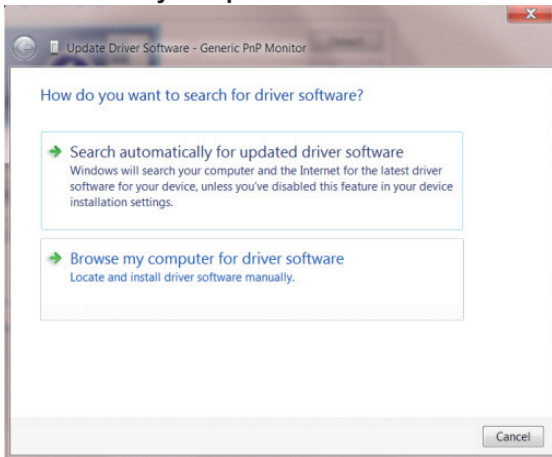 Update Driver Software - Generic PnP Monitor
How do you want to search for driver software?
Search automatically for updated driver software
Windows will search your computer and the Internet for the latest driver
software for your device, unless you've disabled this feature in your device
installation settings.
Browse my computer for driver software
Locate and install driver software manually.
Cancel